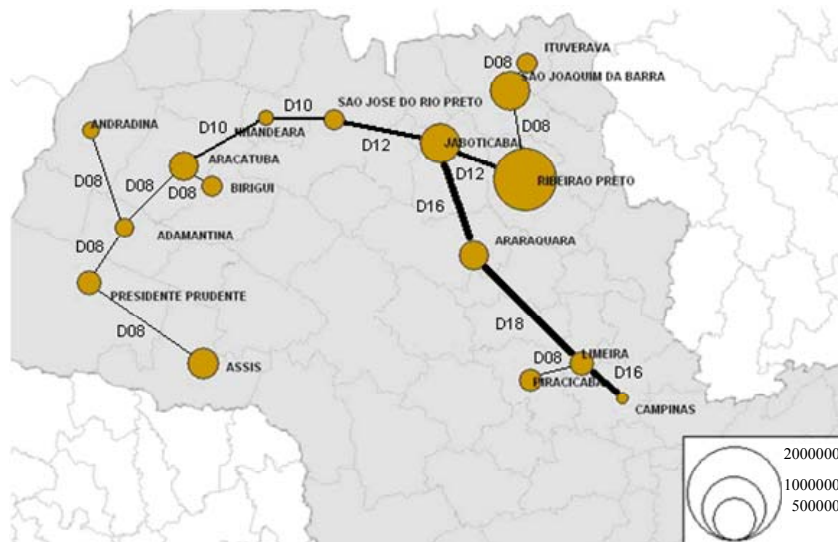 ITUVERAVA
D08
SAO JOAQUIM DA BARRA
D10
SAO JOSE DO RIO PRETO
ANDRADINA
D10
NHANDEARA
D08
D12
JABOTICABA
ARACATUBA
D12
D08
D08
D08
BIRIGUI
RIBEIRAO PRETO
D16
ADAMANTINA
D08
ARARAQUARA
PRESIDENTE PRUDENTE
D18
D08
LIMEIRA
D08
ASSIS
D16
PIRACICABA
CAMPINAS
2000000
1000000
500000